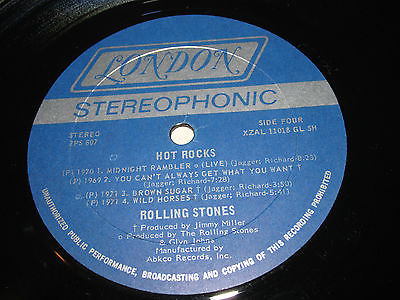 LONDON
STEREOPHONIC
STEREO
2PS 607
SIDE FOUR
XZAL 11018 GL SH
HOT ROCKS
(P) 1970 1. MIDNIGHT RAMBLER o (LIVE) (Jagger; Richard-8:23)
(P) 1969 2. YOU CAN'T ALWAYS GET WHAT YOU WANT †
(Jagger; Richard-7:28)
(P) 1971 3. BROWN SUGAR † (Jagger; Richard-3:50)
(P) 1971 4. WILD HORSES † (Jagger; Richard-5:41)
ROLLING STONES
† Produced by Jimmy Miller
o Produced by The Rolling Stones
& Glyn Johns
Manufactured by
Abkco Records, Inc.
UNAUTHORIZED PUBLIC PERFORMANCE, BROADCASTING AND COPYING OF THIS RECORD PROHIBITED